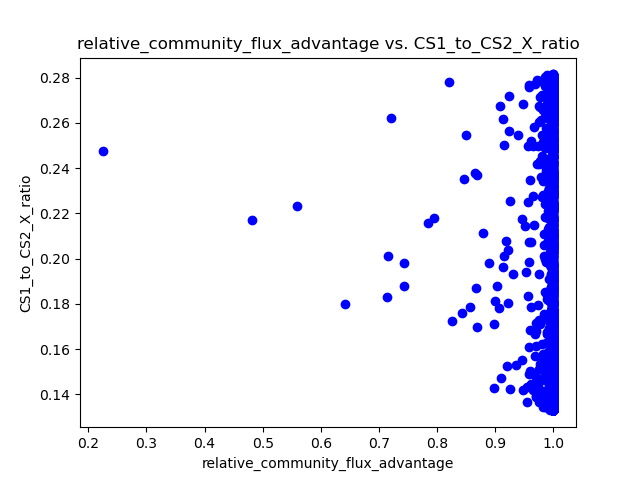 relative_community_flux_advantage vs. CS1_to_CS2_X_ratio
CS1_to_CS2_X_ratio
0.28
0.26
0.24
0.22
0.20
0.18
0.16
0.14
0.2 0.3 0.4 0.5 0.6 0.7 0.8 0.9 1.0
relative_community_flux_advantage